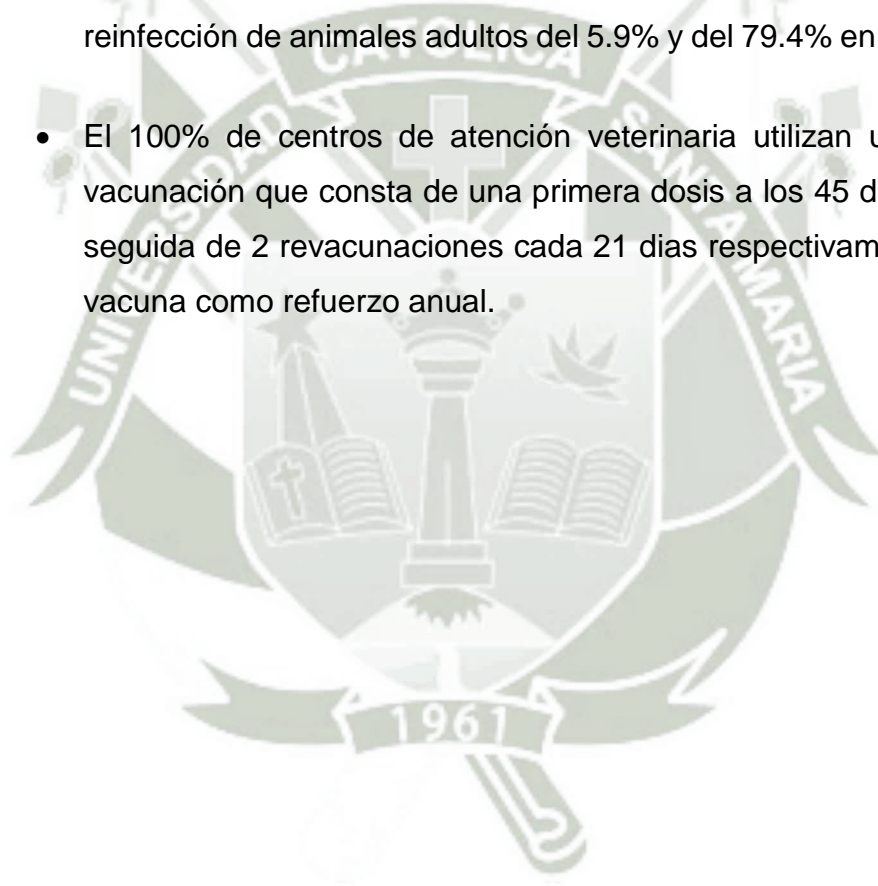 reinfección de animales adultos del 5.9% y del 79.4% en
• El 100% de centros de atención veterinaria utilizan
vacunación que consta de una primera dosis a los 45
seguida de 2 revacunaciones cada 21 dias
vacuna como refuerzo anual.
UNIVERSIDAD CATOLICA SANTA MARIA
1961